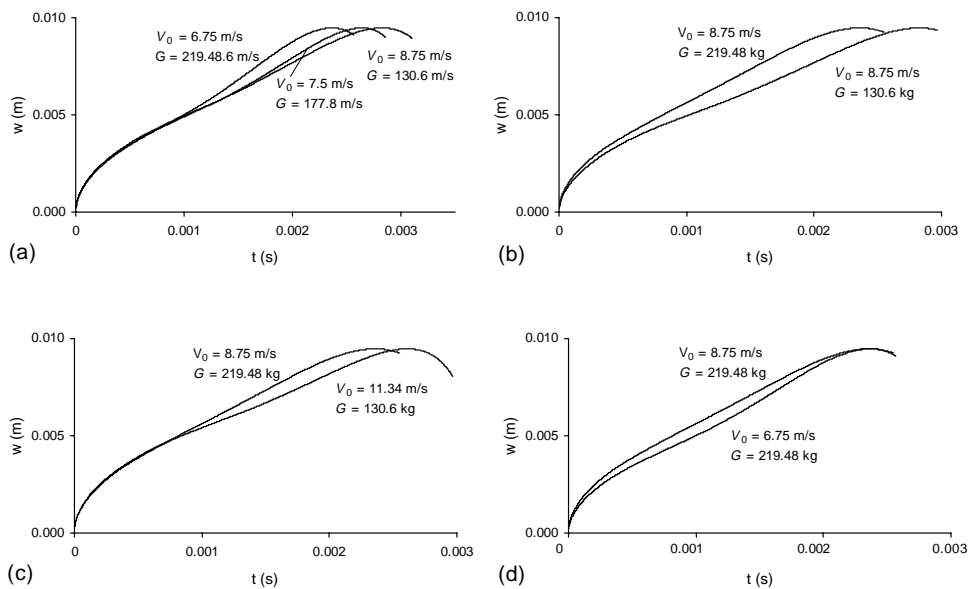 0.010
0.005
0.000
w (m)
V0 = 6.75 m/s
G = 219.48.6 m/s
V0 = 7.5 m/s
G = 177.8 m/s
V0 = 8.75 m/s
G = 130.6 m/s
0 0.001 0.002 0.003
t (s)
(a)
0.010
0.005
0.000
w (m)
V0 = 8.75 m/s
G = 219.48 kg
V0 = 8.75 m/s
G = 130.6 kg
0 0.001 0.002 0.003
t (s)
(b)
0.010
0.005
0.000
w (m)
V0 = 8.75 m/s
G = 219.48 kg
V0 = 11.34 m/s
G = 130.6 kg
0 0.001 0.002 0.003
t (s)
(c)
0.010
0.005
0.000
w (m)
V0 = 8.75 m/s
G = 219.48 kg
V0 = 6.75 m/s
G = 219.48 kg
0 0.001 0.002 0.003
t (s)
(d)